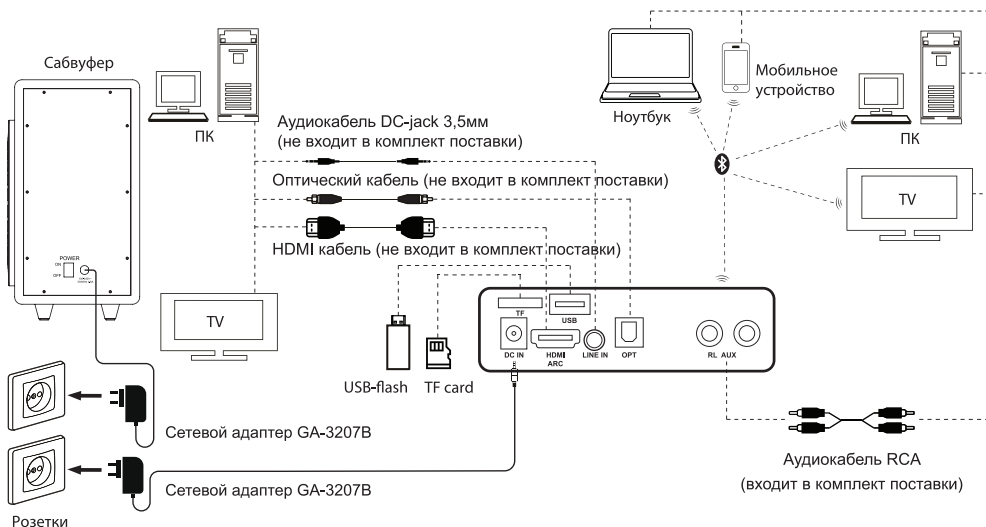 Сабвуфер
ПК
Аудиокабель DC-jack 3,5мм
(не входит в комплект поставки)
Оптический кабель (не входит в комплект поставки)
HDMI кабель (не входит в комплект поставки)
Ноутбук
Мобильное
устройство
ПК
TV
POWER
ON
OFF
TV
USB-flash
TF card
TF
USB
DC IN
HDMI
ARC
LINE IN
OPT
RL AUX
Сетевой адаптер GA-3207B
Сетевой адаптер GA-3207B
Розетки
Аудиокабель RCA
(входит в комплект поставки)